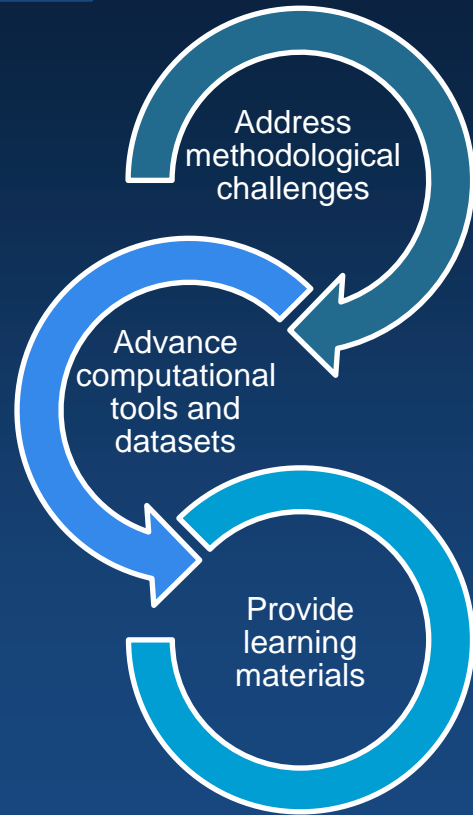 Address
methodological
challenges
Advance
computational
tools and
datasets
Provide
learning
materials